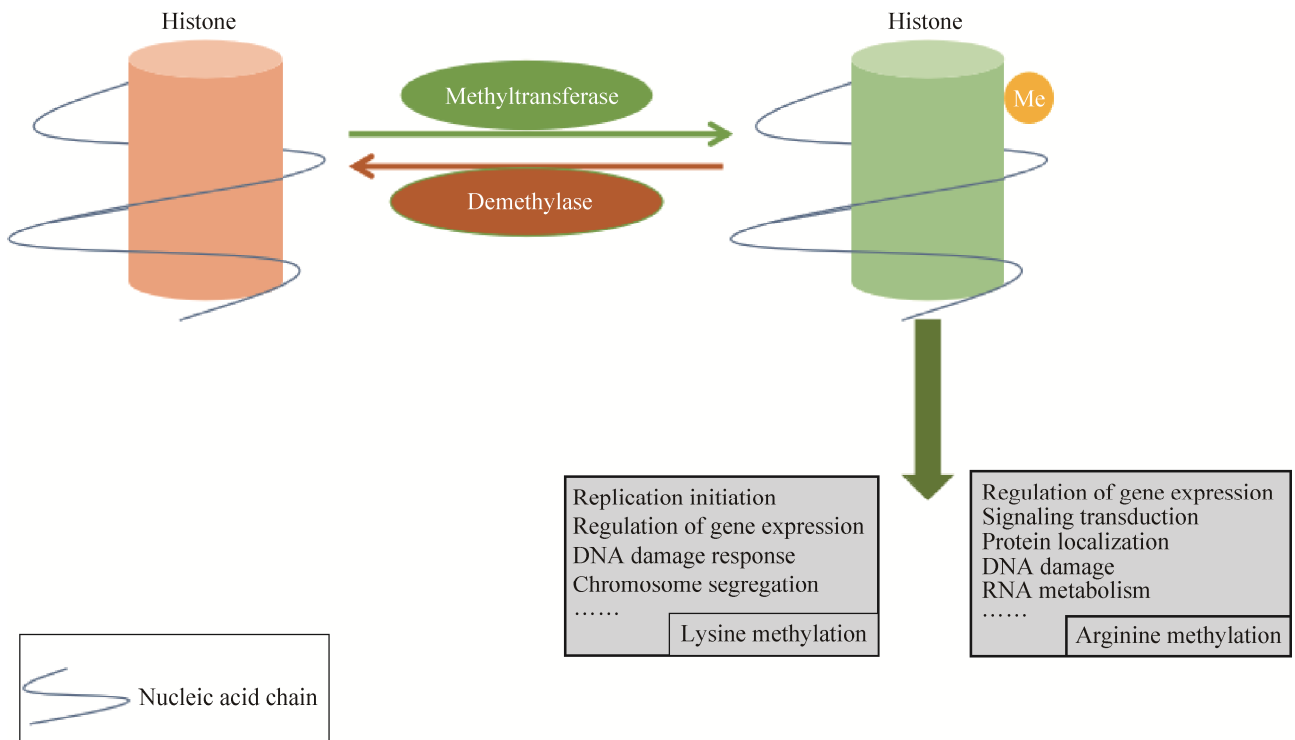 Histone
Histone
Methyltransferase
Me
Demethylase
Replication initiation
Regulation of gene expression
DNA damage response
Chromosome segregation
……
Lysine methylation
Regulation of gene expression
Signaling transduction
Protein localization
DNA damage
RNA metabolism
……
Arginine methylation
Nucleic acid chain